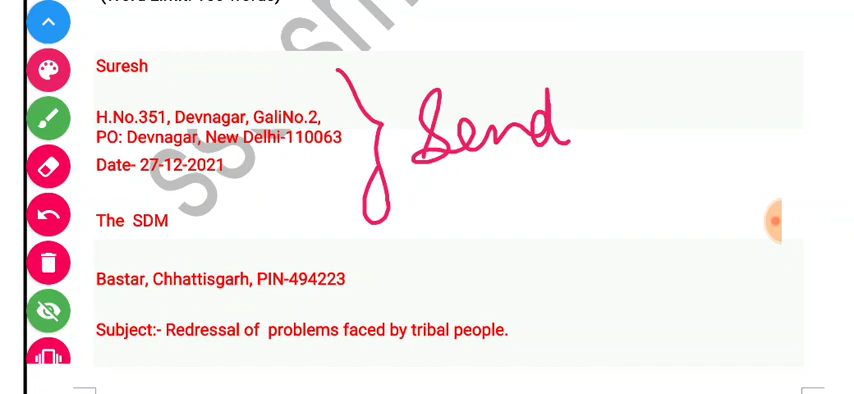 Suresh
H.No.351, Devnagar, GaliNo.2,
PO: Devnagar, New Delhi-110063
Date- 27-12-2021
Send
The SDM
Bastar, Chhattisgarh, PIN-494223
Subject:- Redressal of problems faced by tribal people.